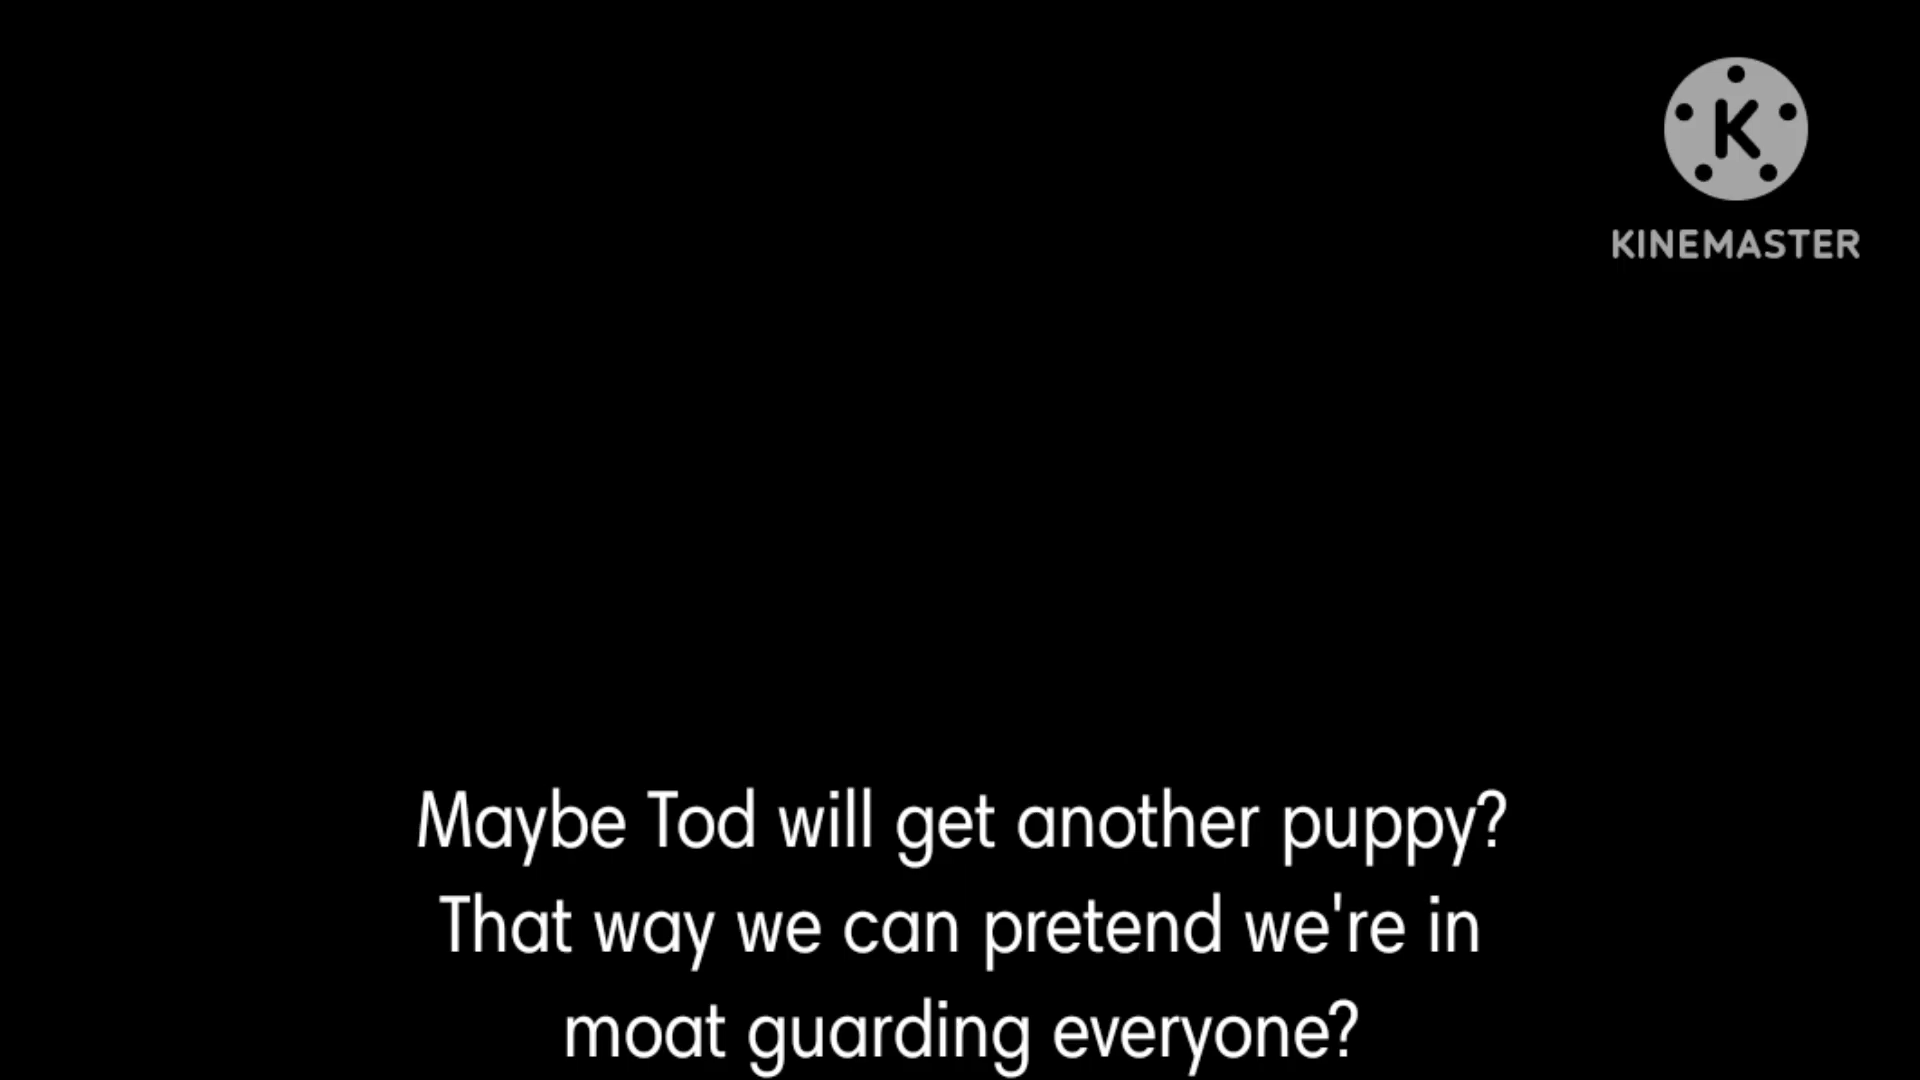 K
KINEMASTER
Maybe Tod will get another puppy?
That way we can pretend we're in
moat guarding everyone?